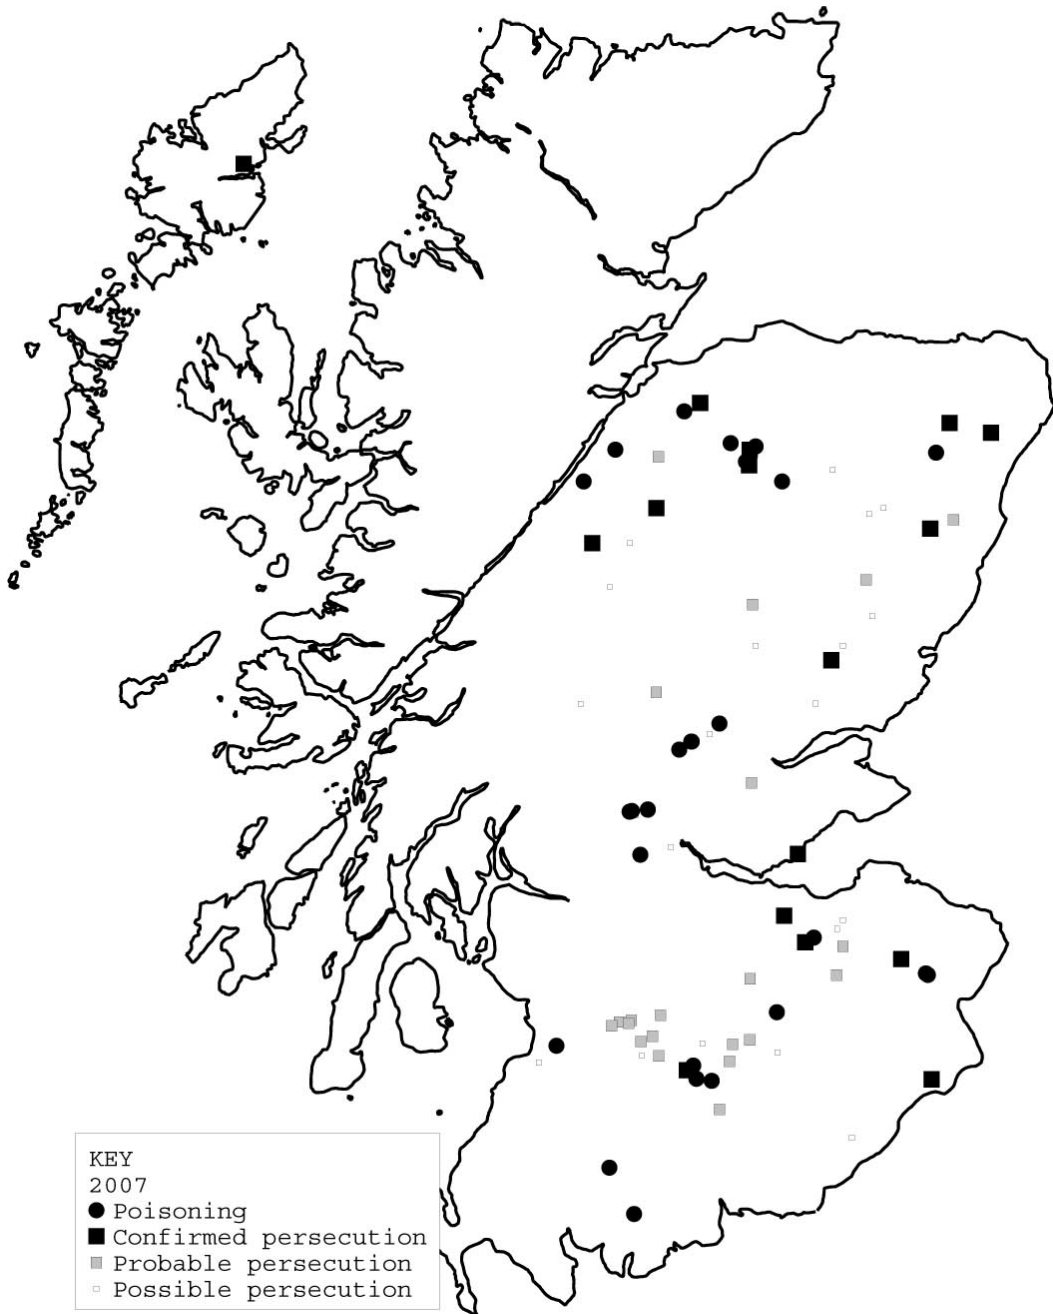 KEY
2007
Poisoning
Confirmed persecution
Probable persecution
Possible persecution